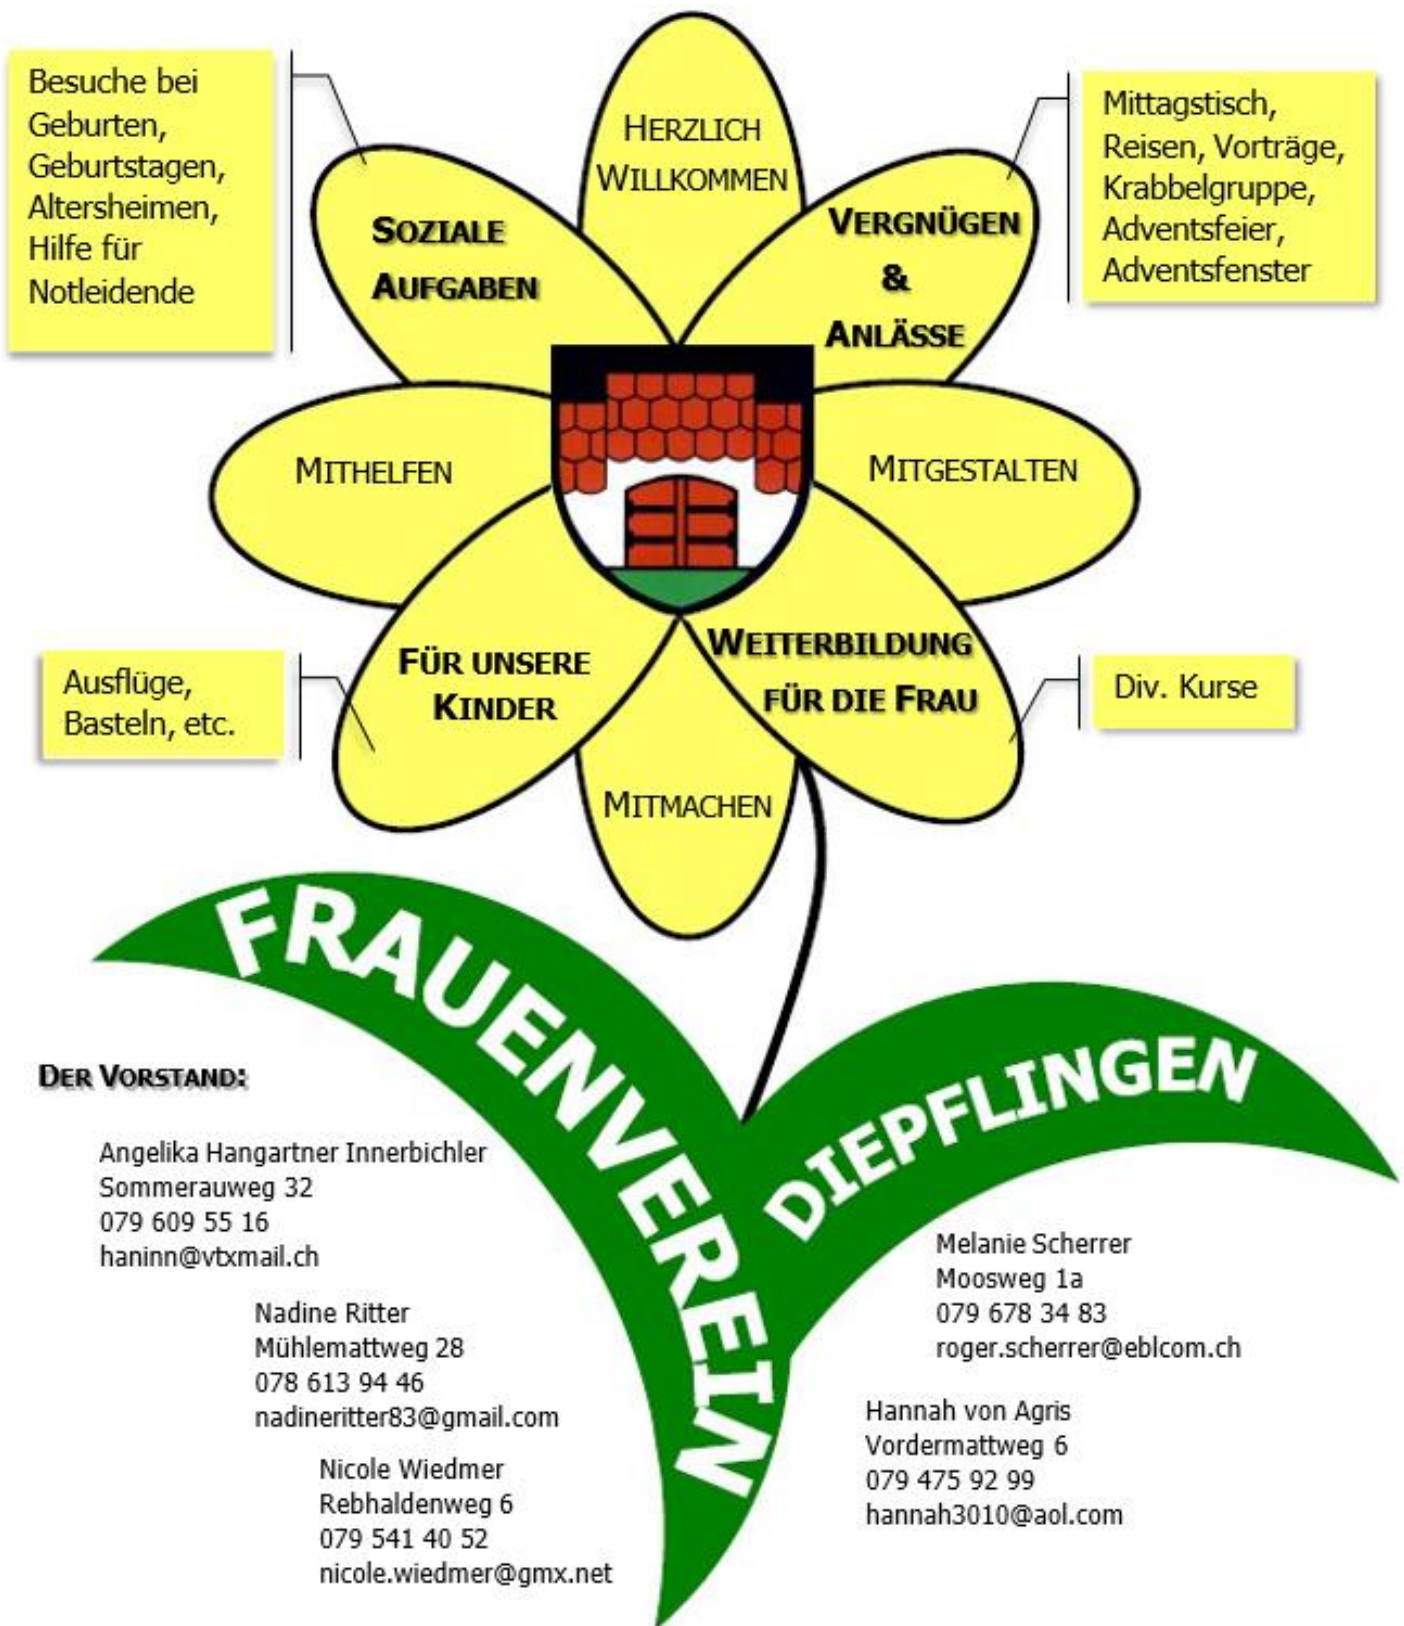 Besuche bei
Geburten,
Geburtstagen,
Altersheimen,
Hilfe für
Notleidende
HERZLICH
WILLKOMMEN
Mittagstisch,
Reisen, Vorträge,
Krabbelgruppe,
Adventsfeier,
Adventsfenster
SOZIALE
AUFGABEN
VERGNÜGEN
&
ANLÄSSE
MITHELFEN
MITGESTALTEN
FÜR UNSERE
KINDER
WEITERBILDUNG
FÜR DIE FRAU
Ausflüge,
Basteln, etc.
Div. Kurse
MITMACHEN
FRAUENVEREIN
DIEPFLINGEN
DER VORSTAND:
Angelika Hangartner Innerbichler
Sommerauweg 32
079 609 55 16
haninn@vtxmail.ch
Nadine Ritter
Mühlemattweg 28
078 613 94 46
nadineritter83@gmail.com
Nicole Wiedmer
Rebhaldenweg 6
079 541 40 52
nicole.wiedmer@gmx.net
Melanie Scherrer
Moosweg 1a
079 678 34 83
roger.scherrer@eblcom.ch
Hannah von Agris
Vordermattweg 6
079 475 92 99
hannah3010@aol.com